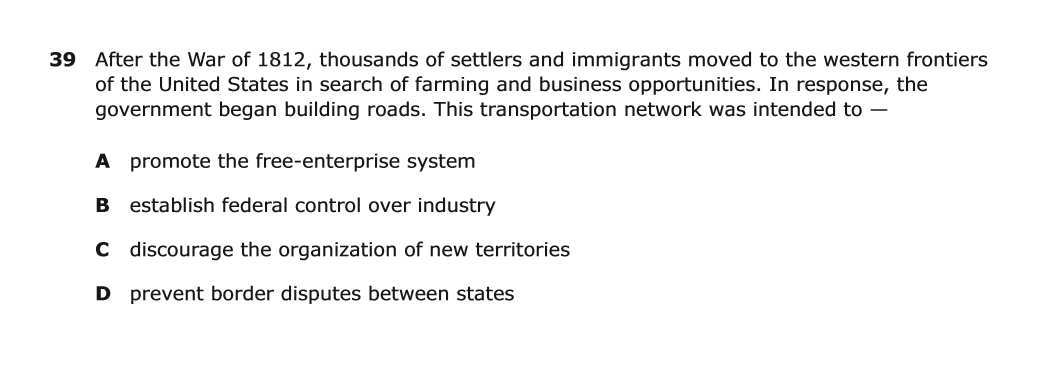 39 After the War of 1812, thousands of settlers and immigrants moved to the western frontiers
of the United States in search of farming and business opportunities. In response, the
government began building roads. This transportation network was intended to —
A promote the free-enterprise system
B establish federal control over industry
C discourage the organization of new territories
D prevent border disputes between states